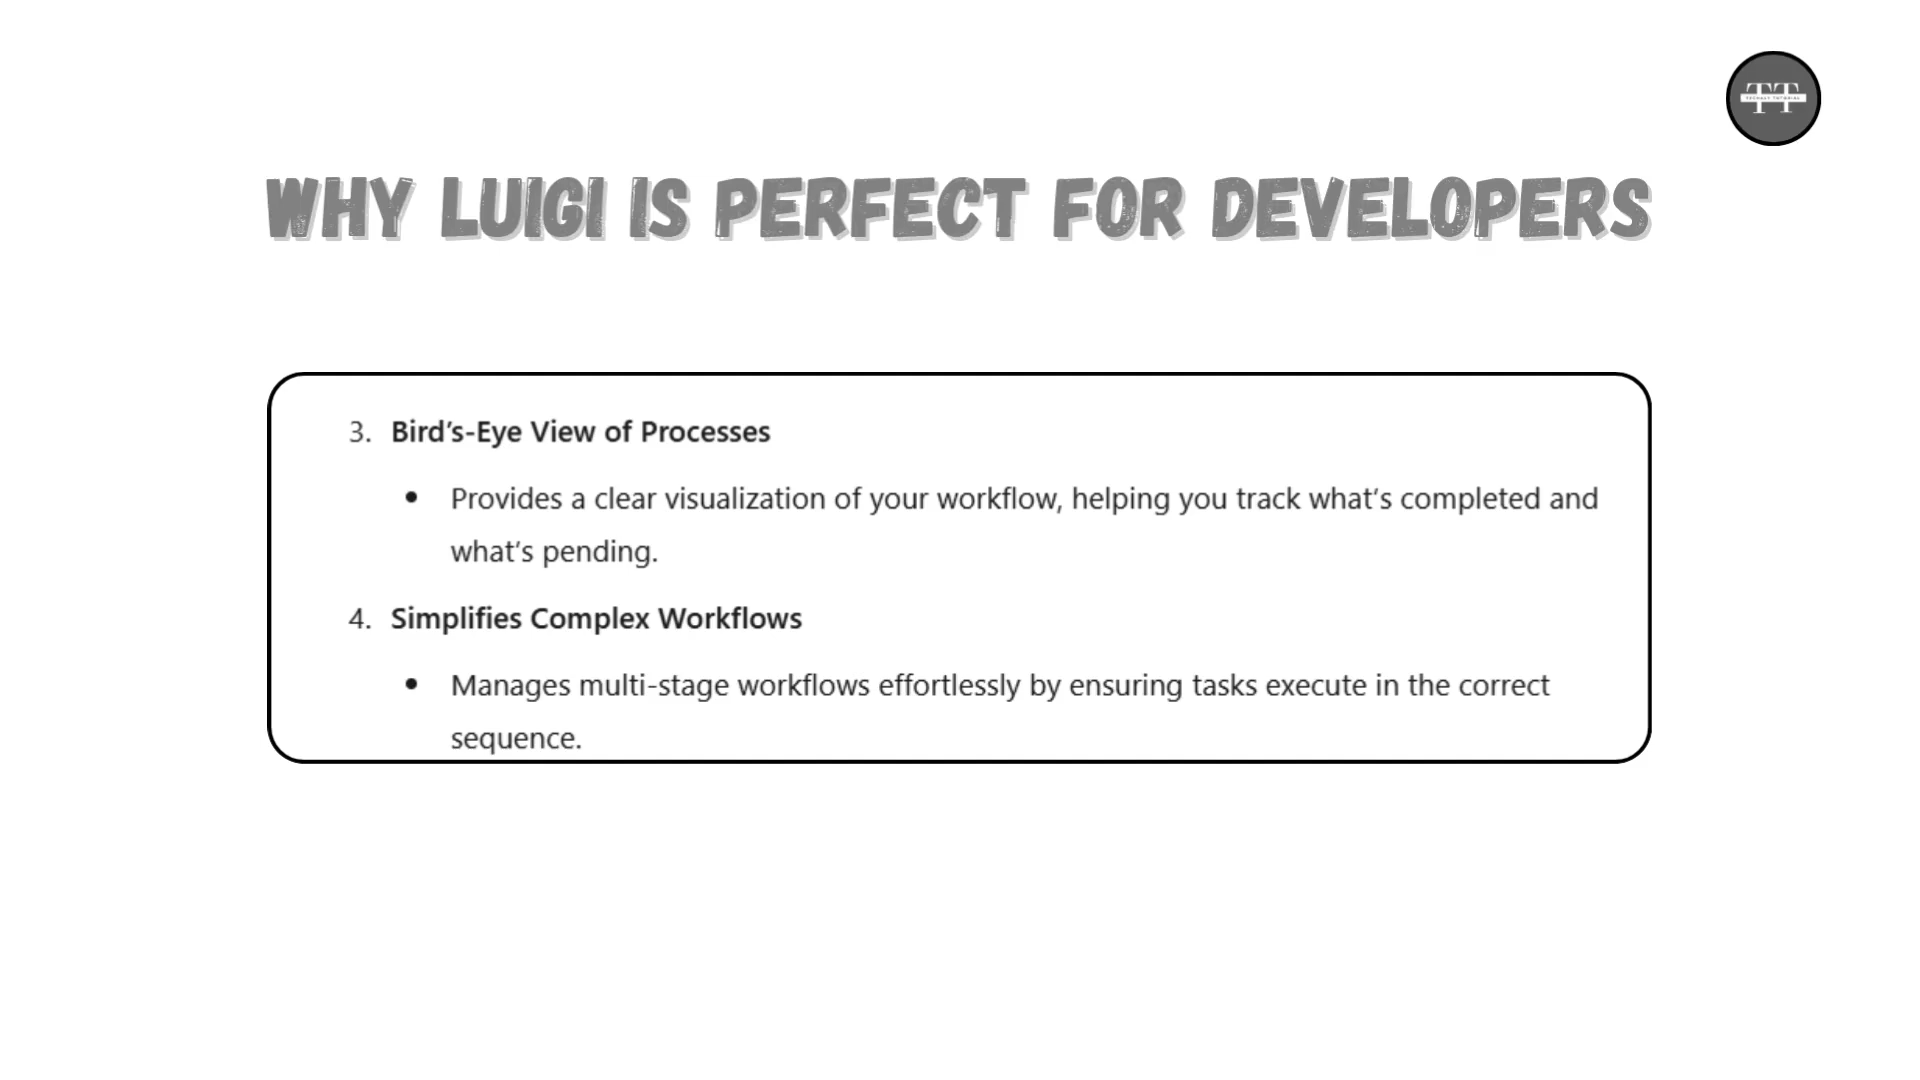 TT
WHY LUIGI IS PERFECT FOR DEVELOPERS
3. Bird’s-Eye View of Processes
• Provides a clear visualization of your workflow, helping you track what’s completed and
what’s pending.
4. Simplifies Complex Workflows
• Manages multi-stage workflows effortlessly by ensuring tasks execute in the correct
sequence.